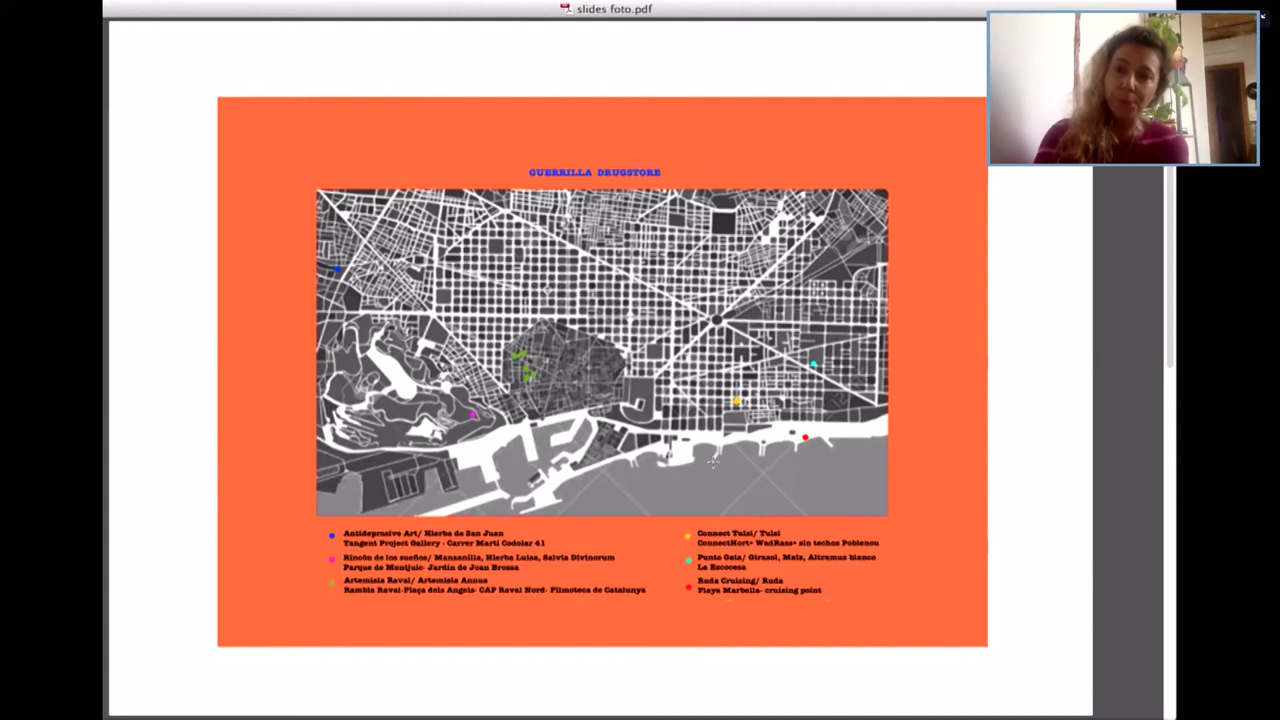 slides foto.pdf
GUERRILLA DRUGSTORE
Antidepresive Art/ Hierba de San Juan
Tangent Project Gallery - Carrer Martí Codolar 41
Rincón de los sueños/ Manzanilla, Hierba Luisa, Salvia Divinorum
Parque de Montjuic- Jardín de Juan Brossa
Artemisia Raval/ Artemisia Annua
Rambla Raval-Plaça dels Angels- CAP Raval Nord- Filmoteca de Catalunya
Connect Tulsi/ Tulsi
ConnectHort+ WadRass+ sin techos Poblenou
Punto Gaia/ Girasol, Maiz, Altramuz blanco
La Escocesa
Ruda Cruising/ Ruda
Playa Marbella- cruising point